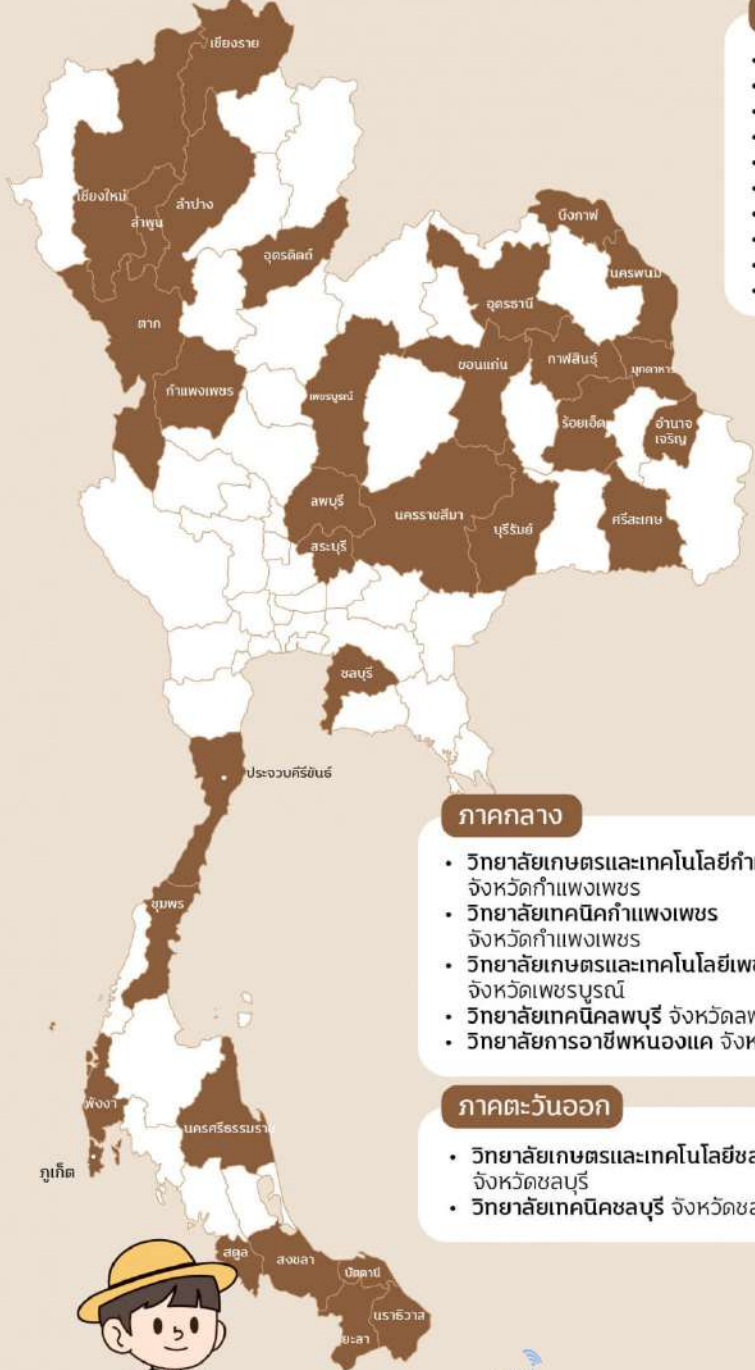 เชียงราย
เชียงใหม่
ลำพูน
ลำปาง
อุตรดิตถ์
ตาก
กำแพงเพชร
เพชรบูรณ์
บึงกาฬ
นครพนม
อุดรธานี
ขอนแก่น
กาฬสินธุ์
มุกดาหาร
ร้อยเอ็ด
อำนาจ
เจริญ
ลพบุรี
นครราชสีมา
บุรีรัมย์
ศรีสะเกษ
สระบุรี
ชลบุรี
ประจวบคีรีขันธ์
ชุมพร
พังงา
นครศรีธรรมราช
ภูเก็ต
สตูล
สงขลา
ปัตตานี
นราธิวาส
ยะลา
ภาคกลาง
• วิทยาลัยเกษตรและเทคโนโลยีกำ
จังหวัดกำแพงเพชร
• วิทยาลัยเทคนิคกำแพงเพชร
จังหวัดกำแพงเพชร
• วิทยาลัยเกษตรและเทคโนโลยีเพช
จังหวัดเพชรบูรณ์
• วิทยาลัยเทคนิคลพบุรี จังหวัดลพ
• วิทยาลัยการอาชีพหนองแค จังห
ภาคตะวันออก
• วิทยาลัยเกษตรและเทคโนโลยีชล
จังหวัดชลบุรี
• วิทยาลัยเทคนิคชลบุรี จังหวัดชล